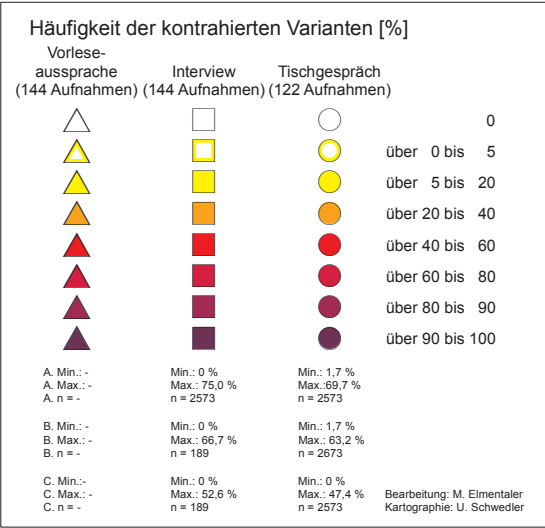 Häufigkeit der kontrahierten Varianten [%]
Vorlese-
aussprache Interview Tischgespräch
(144 Aufnahmen) (144 Aufnahmen) (122 Aufnahmen)
0
über 0 bis 5
über 5 bis 20
über 20 bis 40
über 40 bis 60
über 60 bis 80
über 80 bis 90
über 90 bis 100
A. Min.: - Min.: 0 % Min.: 1,7 %
A. Max.: - Max.: 75,0 % Max.:69,7 %
A. n = - n = 2573 n = 2573
B. Min.: - Min.: 0 % Min.: 1,7 %
B. Max.: - Max.: 66,7 % Max.: 63,2 %
B. n = - n = 189 n = 2673
C. Min.:- Min.: 0 % Min.: 0 %
C. Max.: - Max.: 52,6 % Max.: 47,4 % Bearbeitung: M. Elmentaler
C. n = - n = 189 n = 2573 Kartographie: U. Schwedler